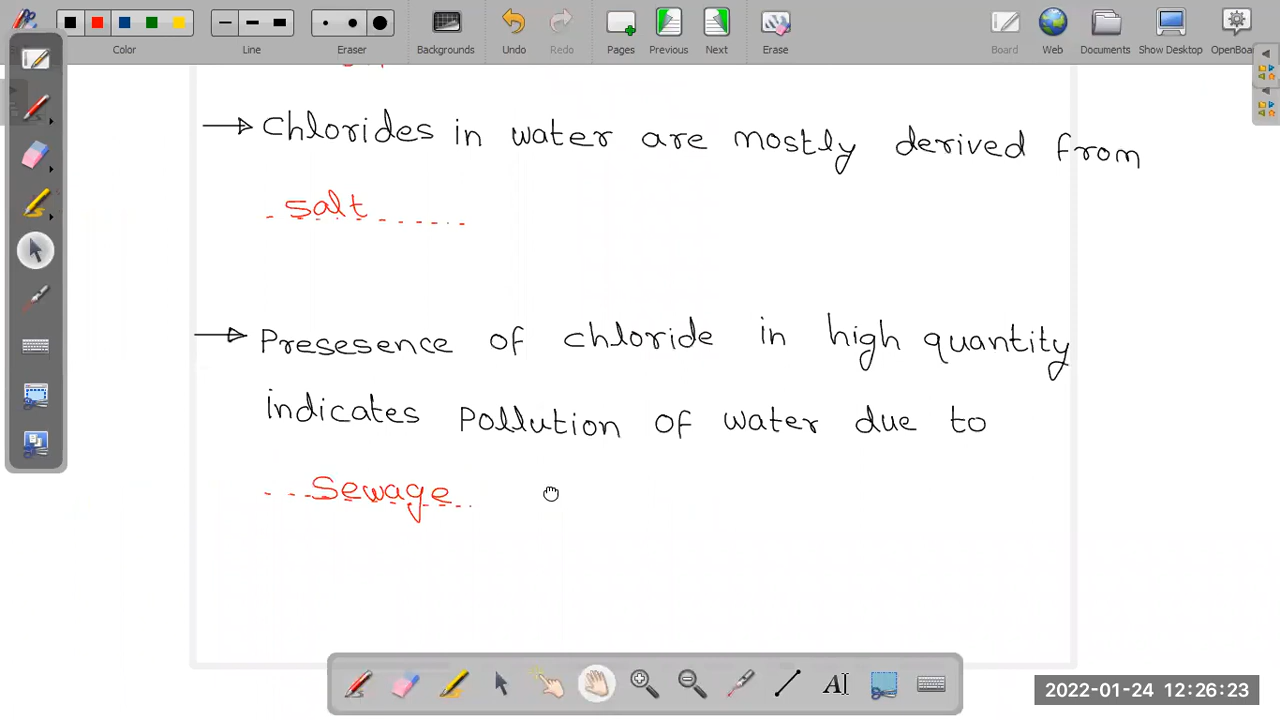 Color
Line
Eraser
Backgrounds
Undo
Redo
Pages
Previous
Next
Erase
Board
Web
Documents
Show Desktop
OpenBoa
→ Chlorides in water are mostly derived from
salt
→ Presesence of chloride in high quantity
indicates pollution of water due to
Sewage
AI
2022-01-24 12:26:23